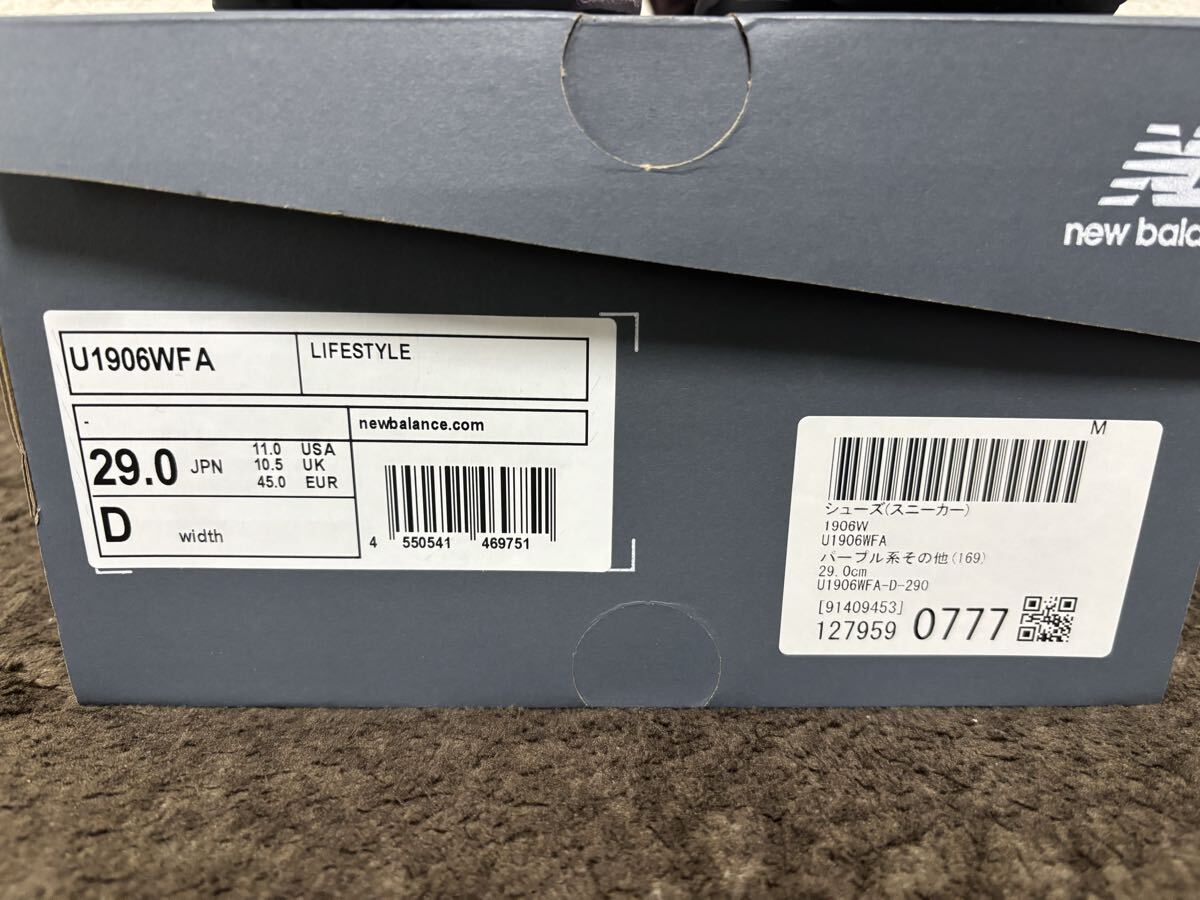 new bala
U1906WFA
LIFESTYLE
-
newbalance.com
29.0 JPN
11.0 USA
10.5 UK
45.0 EUR
D width
4 550541 469751
M
シューズ(スニーカー)
1906W
U1906WFA
パープル系その他(169)
29.0cm
U1906WFA-D-290
[91409453]
127959 0777